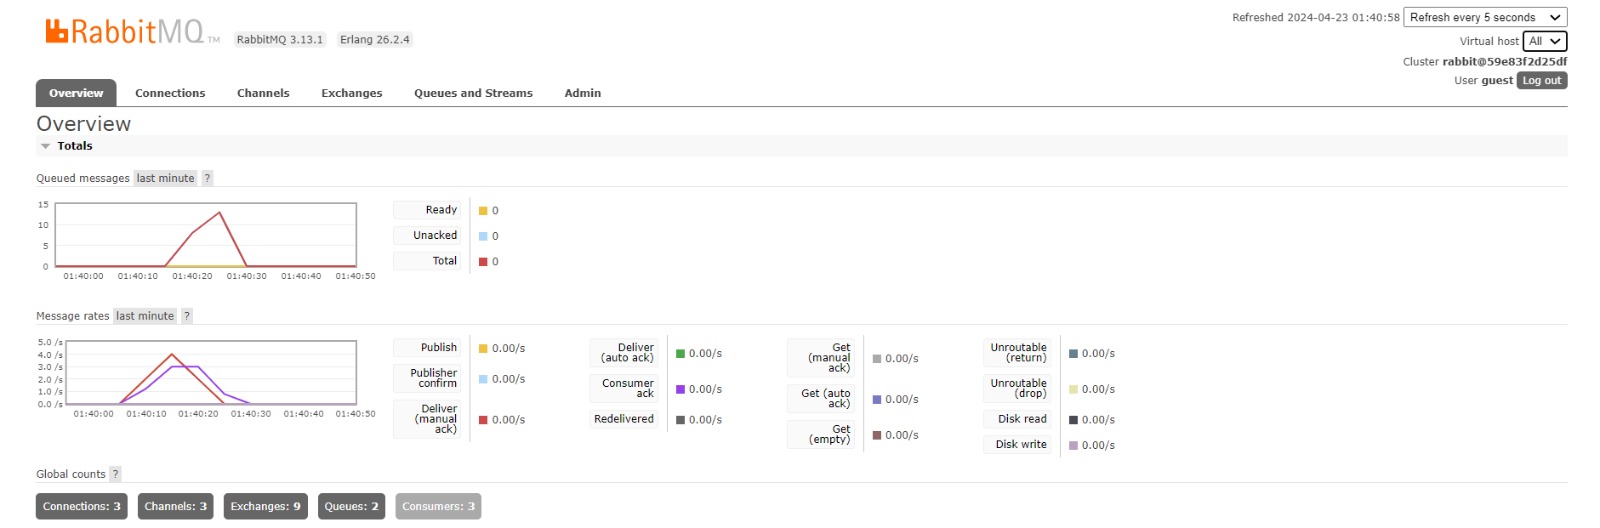 RabbitMQ TM RabbitMQ 3.13.1 Erlang 26.2.4
Refreshed 2024-04-23 01:40:58 Refresh every 5 seconds
Virtual host All
Cluster rabbit@59e83f2d25df
User guest Log out
Overview Connections Channels Exchanges Queues and Streams Admin
Overview
Totals
Queued messages last minute ?
15
10
5
0
01:40:00 01:40:10 01:40:20 01:40:30 01:40:40 01:40:50
Ready 0
Unacked 0
Total 0
Message rates last minute ?
5.0 /s
4.0 /s
3.0 /s
2.0 /s
1.0 /s
0.0 /s
01:40:00 01:40:10 01:40:20 01:40:30 01:40:40 01:40:50
Publish 0.00/s
Publisher
confirm 0.00/s
Deliver
(manual 0.00/s
ack)
Deliver
(auto ack) 0.00/s
Consumer
ack 0.00/s
Redelivered 0.00/s
Get
(manual 0.00/s
ack)
Get (auto
ack) 0.00/s
Get
(empty) 0.00/s
Unroutable
(return) 0.00/s
Unroutable
(drop) 0.00/s
Disk read 0.00/s
Disk write 0.00/s
Global counts ?
Connections: 3 Channels: 3 Exchanges: 9 Queues: 2 Consumers: 3